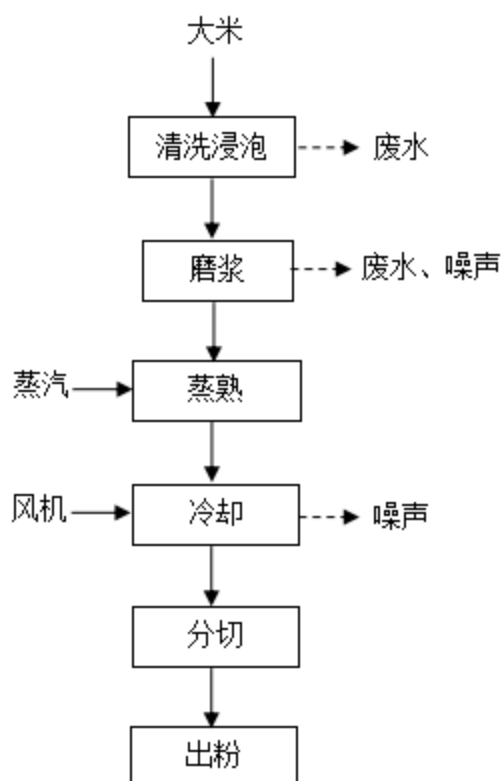 大米
清洗浸泡 废水
磨浆 废水、噪声
蒸汽 蒸熟
风机 冷却 噪声
分切
出粉